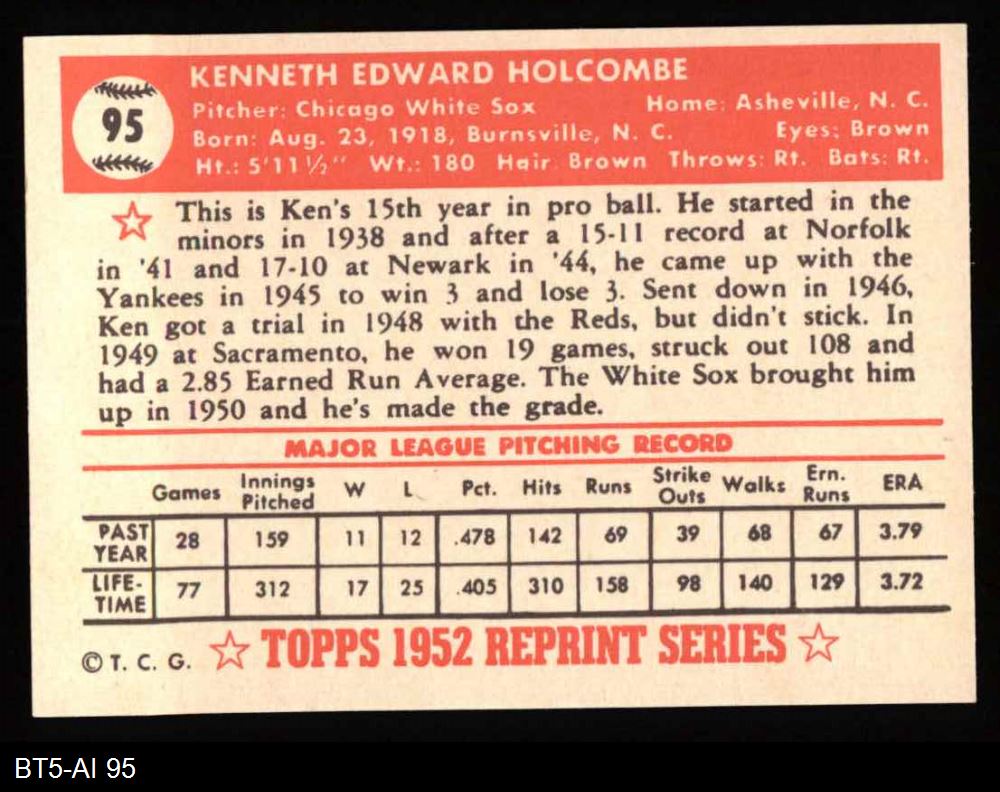 95
KENNETH EDWARD HOLCOMBE
Pitcher: Chicago White Sox Home: Asheville, N. C.
Born: Aug. 23, 1918, Burnsville, N. C. Eyes: Brown
Ht.: 5'11½" Wt.: 180 Hair: Brown Throws: Rt. Bats: Rt.
This is Ken's 15th year in pro ball. He started in the
minors in 1938 and after a 15-11 record at Norfolk
in '41 and 17-10 at Newark in '44, he came up with the
Yankees in 1945 to win 3 and lose 3. Sent down in 1946,
Ken got a trial in 1948 with the Reds, but didn't stick. In
1949 at Sacramento, he won 19 games, struck out 108 and
had a 2.85 Earned Run Average. The White Sox brought him
up in 1950 and he's made the grade.
MAJOR LEAGUE PITCHING RECORD
Games Innings Pitched W L Pct. Hits Runs Strike Outs Walks Ern. Runs ERA
PAST YEAR 28 159 11 12 .478 142 69 39 68 67 3.79
LIFE-TIME 77 312 17 25 .405 310 158 98 140 129 3.72
© T. C. G. TOPPS 1952 REPRINT SERIES
BT5-AI 95